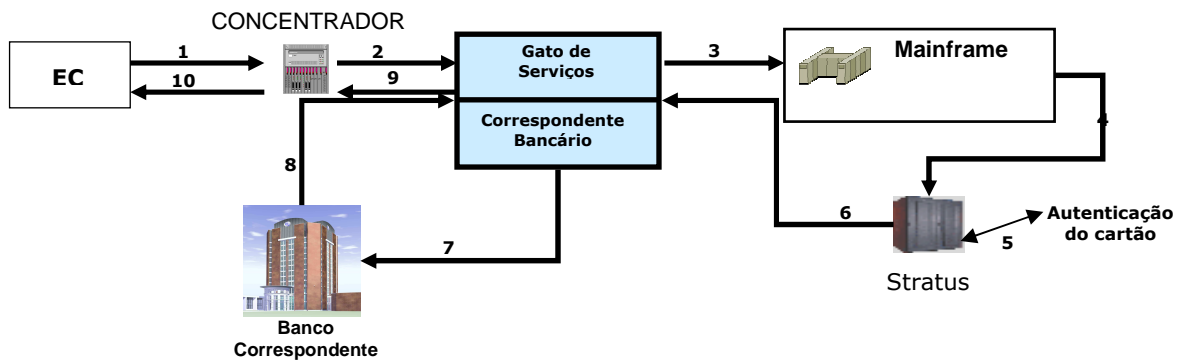 CONCENTRADOR
EC
1
10
2
9
Gato de
Serviços
Correspondente
Bancário
3
Mainframe
4
8
7
6
5
Autenticação
do cartão
Stratus
Banco
Correspondente